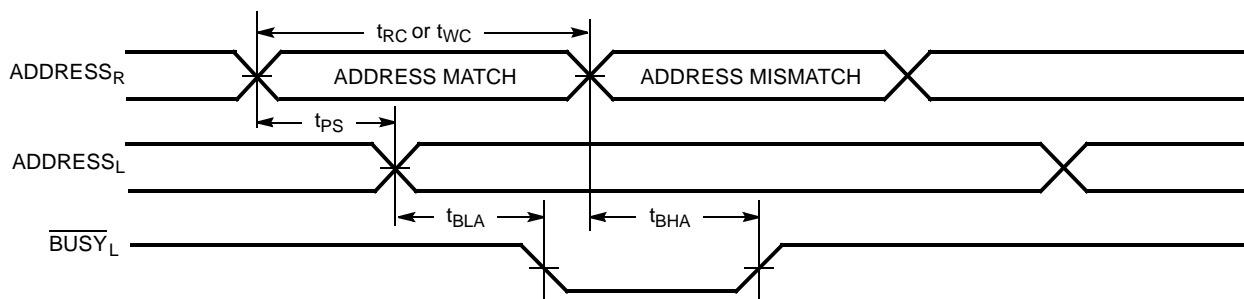 tRC or tWC
ADDRESSR
ADDRESS MATCH
ADDRESS MISMATCH
tPS
ADDRESSL
tBLA
tBHA
BUSYL